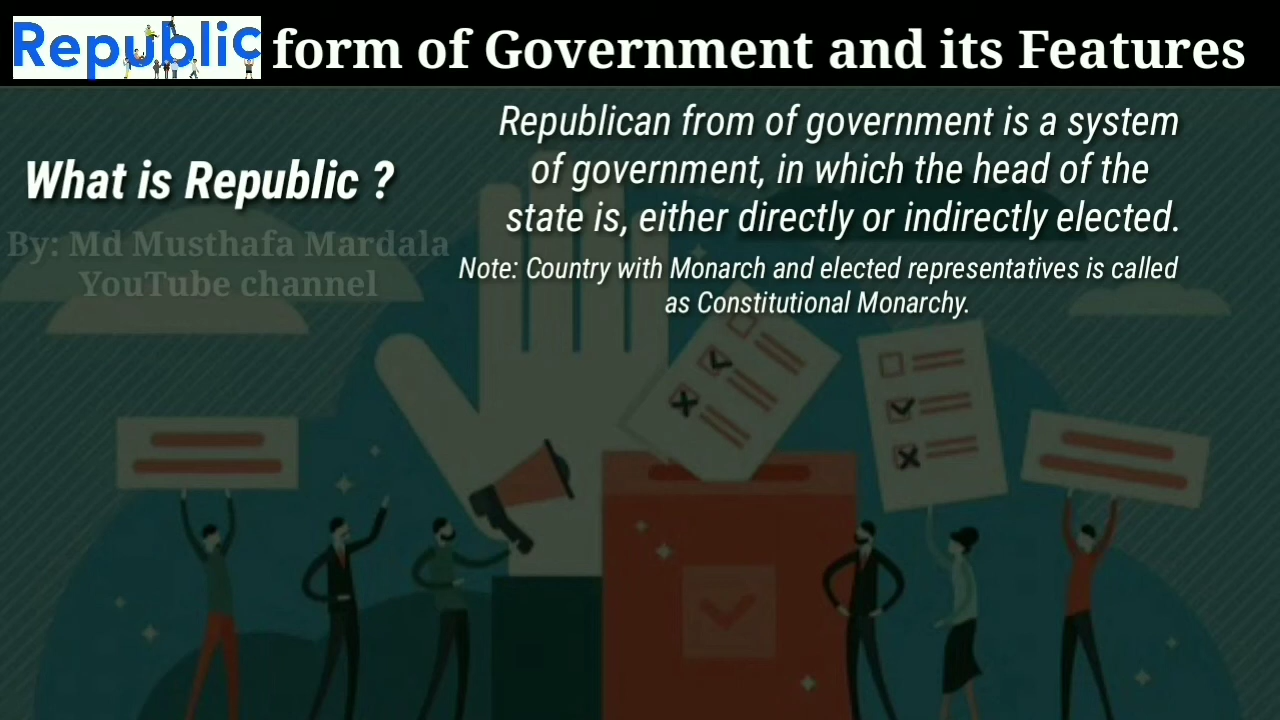 Republic form of Government and its Features
What is Republic ?
By: Md Musthafa Mardala
YouTube channel
Republican from of government is a system
of government, in which the head of the
state is, either directly or indirectly elected.
Note: Country with Monarch and elected representatives is called
as Constitutional Monarchy.